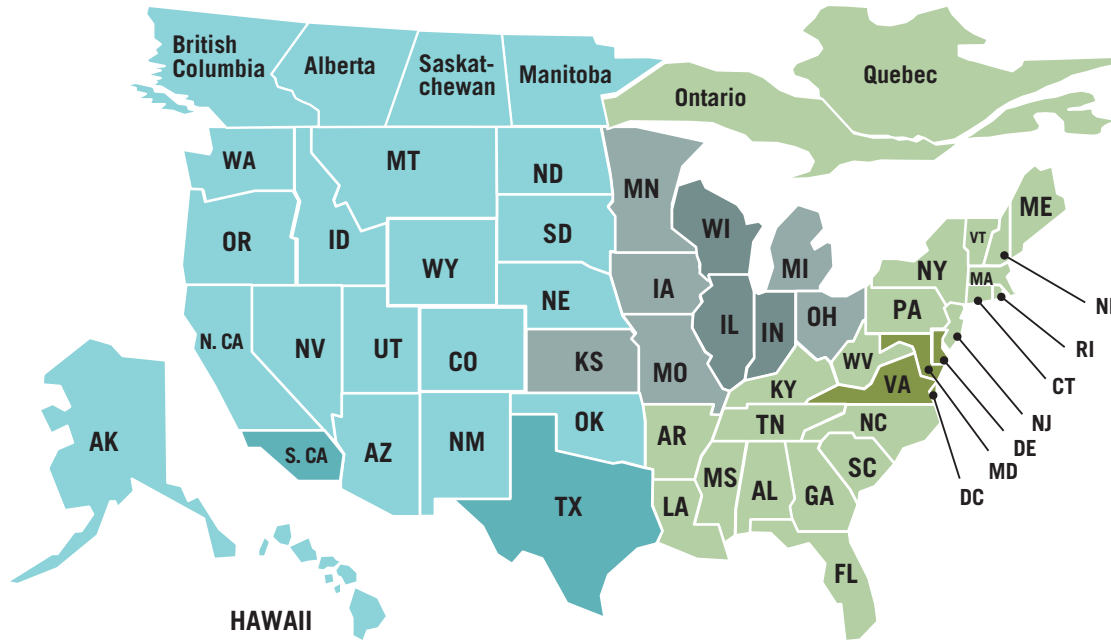 British
Columbia
Alberta
Saskat-
chewan
Manitoba
Ontario
Quebec
WA
MT
ND
MN
OR
ID
SD
WI
WY
NE
IA
MI
NY
VT
ME
MA
N. CA
NV
UT
CO
KS
MO
IL
IN
OH
PA
WV
KY
VA
RI
CT
NJ
DE
MD
DC
AK
S. CA
AZ
NM
OK
AR
TN
NC
SC
TX
LA
MS
AL
GA
FL
HAWAII